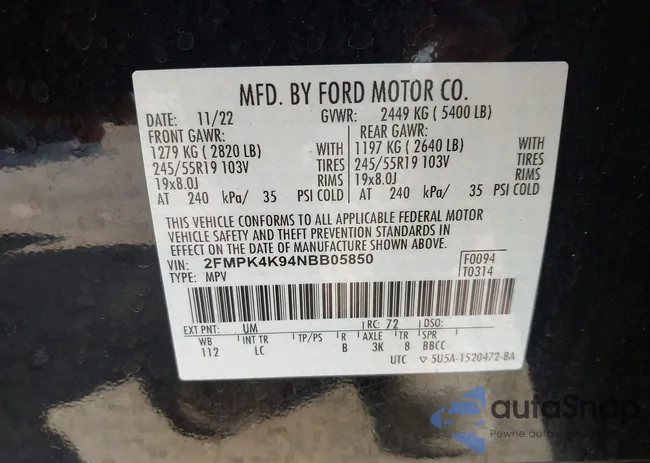 MFD. BY FORD MOTOR CO.
DATE: 11/22 GVWR: 2449 KG ( 5400 LB)
FRONT GAWR: REAR GAWR:
1279 KG ( 2820 LB) WITH 1197 KG ( 2640 LB) WITH
245/55R19 103V TIRES 245/55R19 103V TIRES
19x8.0J RIMS 19x8.0J RIMS
AT 240 kPa/ 35 PSI COLD AT 240 kPa/ 35 PSI COLD
THIS VEHICLE CONFORMS TO ALL APPLICABLE FEDERAL MOTOR
VEHICLE SAFETY AND THEFT PREVENTION STANDARDS IN
EFFECT ON THE DATE OF MANUFACTURE SHOWN ABOVE.
VIN: 2FMPK4K94NBB05850 F0094
TYPE: MPV T0314
EXT PNT: UM RC: 72 DSO:
WB INT TR TP/PS R AXLE TR SPR
112 LC B 3K 8 BBCC
UTC ▽ 5U5A-1520472-BA
autoSnap
Pewne auto